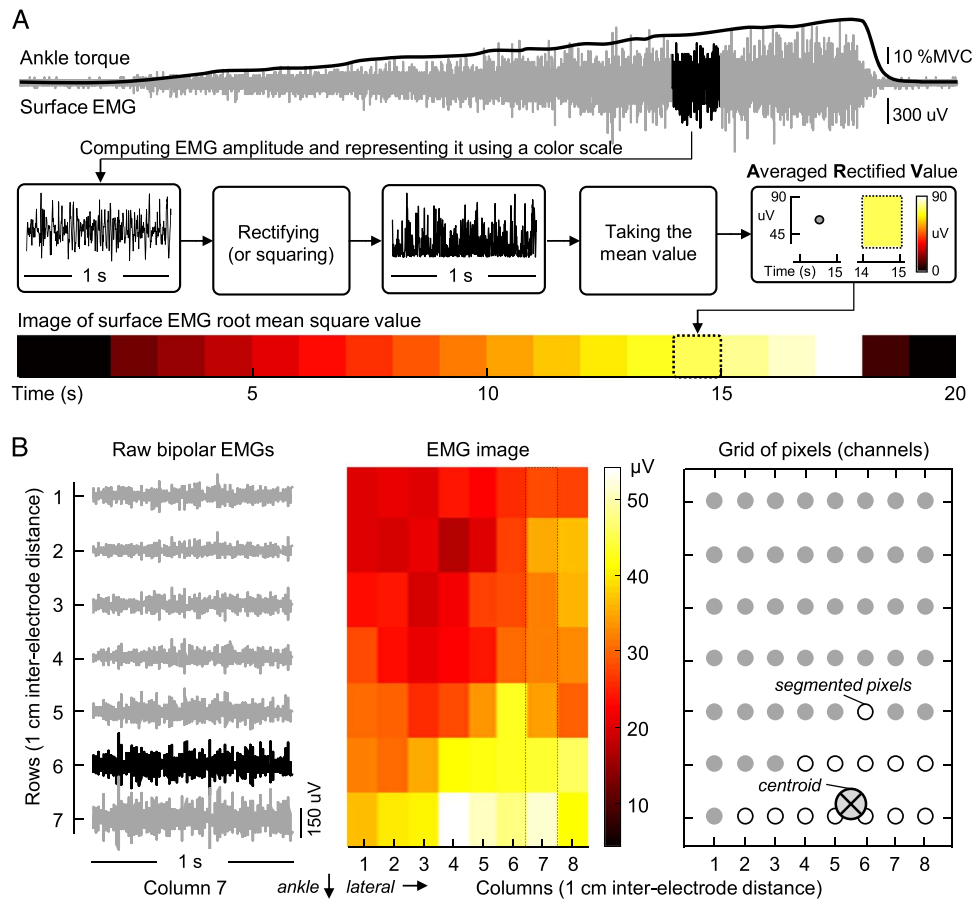 A
Ankle torque
10 %MVC
Surface EMG
300 uV
Computing EMG amplitude and representing it using a color scale
Averaged Rectified Value
1 s
Rectifying
(or squaring)
1 s
Taking the
mean value
90
uV
45
Time (s)
15
14
15
90
uV
0
Image of surface EMG root mean square value
Time (s)
5
10
15
20
B
Raw bipolar EMGs
EMG image
Grid of pixels (channels)
Rows (1 cm inter-electrode distance)
1
2
3
4
5
6
7
150 uV
1 s
Column 7
µV
50
40
30
20
10
1 2 3 4 5 6 7 8
segmented pixels
centroid
1 2 3 4 5 6 7 8
ankle
lateral
Columns (1 cm inter-electrode distance)